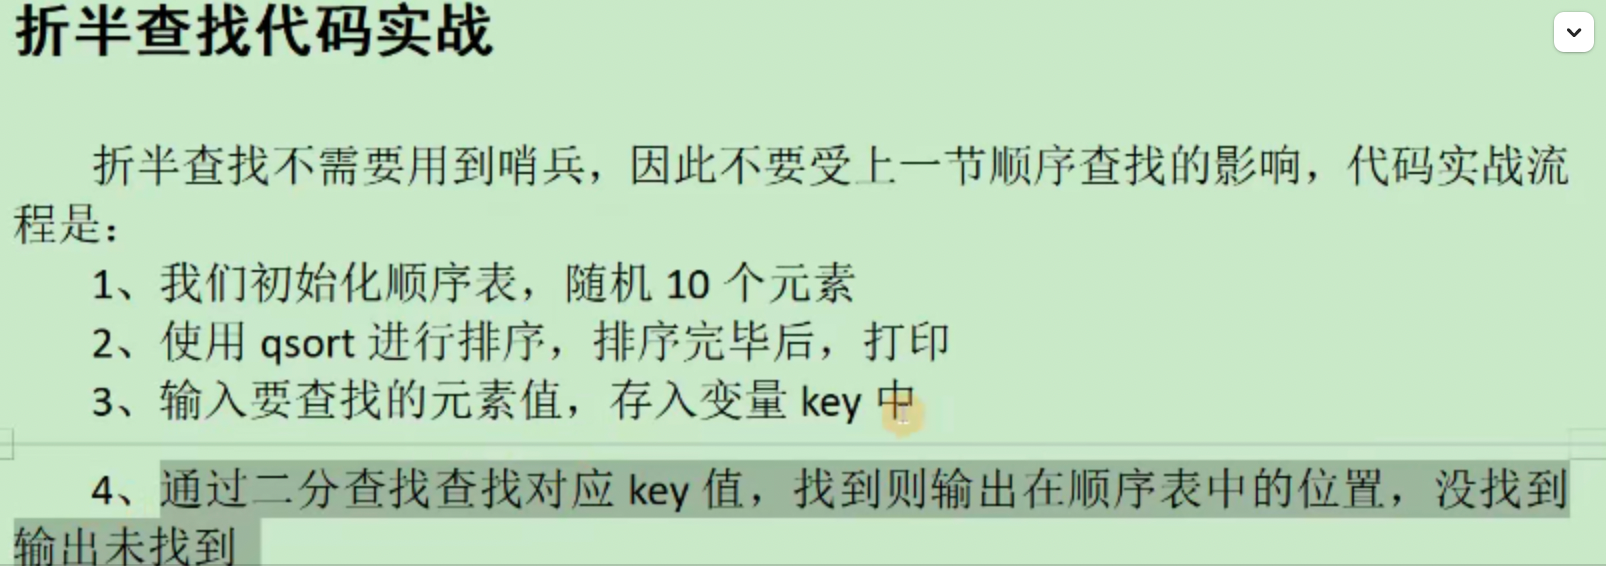 折半查找代码实战
折半查找不需要用到哨兵，因此不要受上一节顺序查找的影响，代码实战流
程是：
1、我们初始化顺序表，随机 10 个元素
2、使用 qsort 进行排序，排序完毕后，打印
3、输入要查找的元素值，存入变量 key 中
4、通过二分查找查找对应 key 值，找到则输出在顺序表中的位置，没找到
输出未找到